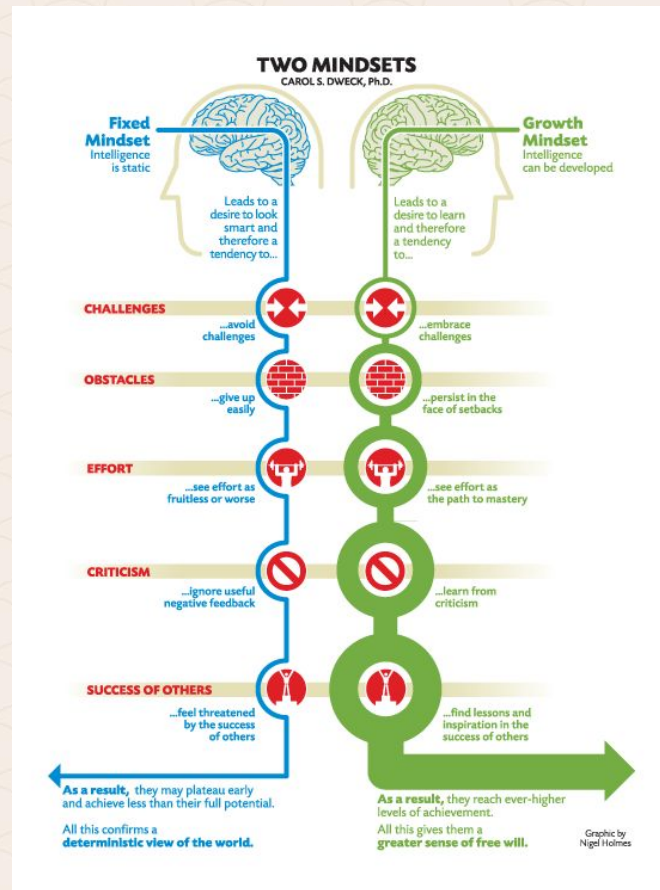 TWO MINDSETS
CAROL S. DWECK, Ph.D.
Fixed
Mindset
Intelligence
is static
Growth
Mindset
Intelligence
can be developed
Leads to a
desire to look
smart and
therefore a
tendency to...
Leads to a
desire to learn
and therefore
a tendency
to...
CHALLENGES
...avoid
challenges
...embrace
challenges
OBSTACLES
...give up
easily
...persist in the
face of setbacks
EFFORT
...see effort as
fruitless or worse
...see effort as
the path to mastery
CRITICISM
...ignore useful
negative feedback
...learn from
criticism
SUCCESS OF OTHERS
...feel threatened
by the success
of others
...find lessons and
inspiration in the
success of others
As a result, they may plateau early
and achieve less than their full potential.
All this confirms a
deterministic view of the world.
As a result, they reach ever-higher
levels of achievement.
All this gives them a
greater sense of free will.
Graphic by
Nigel Holmes